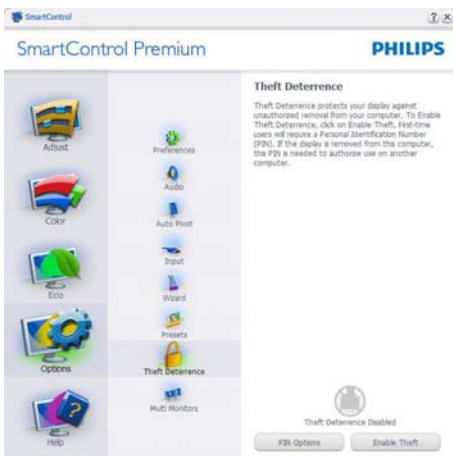 SmartControl
SmartControl Premium
PHILIPS
Adjust
Color
Eco
Options
Help
Preferences
Audio
Auto Pivot
Input
Wizard
Presets
Theft Deterrence
Multi Monitors
Theft Deterrence
Theft Deterrence protects your display against
unauthorized removal from your computer. To Enable
Theft Deterrence, click on Enable Theft. First-time
users will require a Personal Identification Number
(PIN). If the display is removed from this computer,
the PIN is needed to authorize use on another
computer.
Theft Deterrence Disabled
PIN Options
Enable Theft